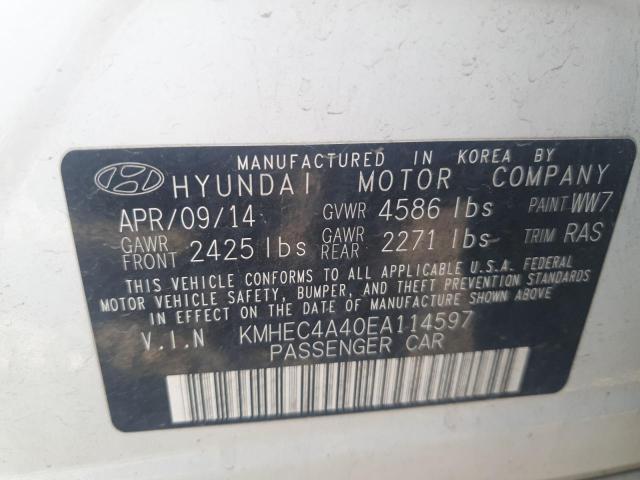 MANUFACTURED IN KOREA BY
HYUNDAI MOTOR COMPANY
APR/09/14 GVWR 4586 lbs PAINT WW7
GAWR FRONT 2425 lbs GAWR REAR 2271 lbs TRIM RAS
THIS VEHICLE CONFORMS TO ALL APPLICABLE U.S.A. FEDERAL
MOTOR VEHICLE SAFETY, BUMPER, AND THEFT PREVENTION STANDARDS
IN EFFECT ON THE DATE OF MANUFACTURE SHOWN ABOVE
V.I.N KMHEC4A40EA114597
PASSENGER CAR